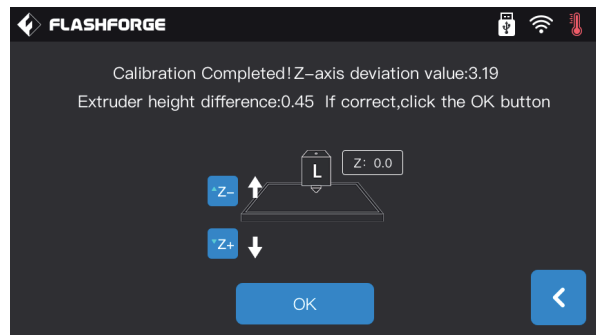 FLASHFORGE
Calibration Completed!Z-axis deviation value:3.19
Extruder height difference:0.45 If correct,click the OK button
L
Z: 0.0
Z-
Z+
OK